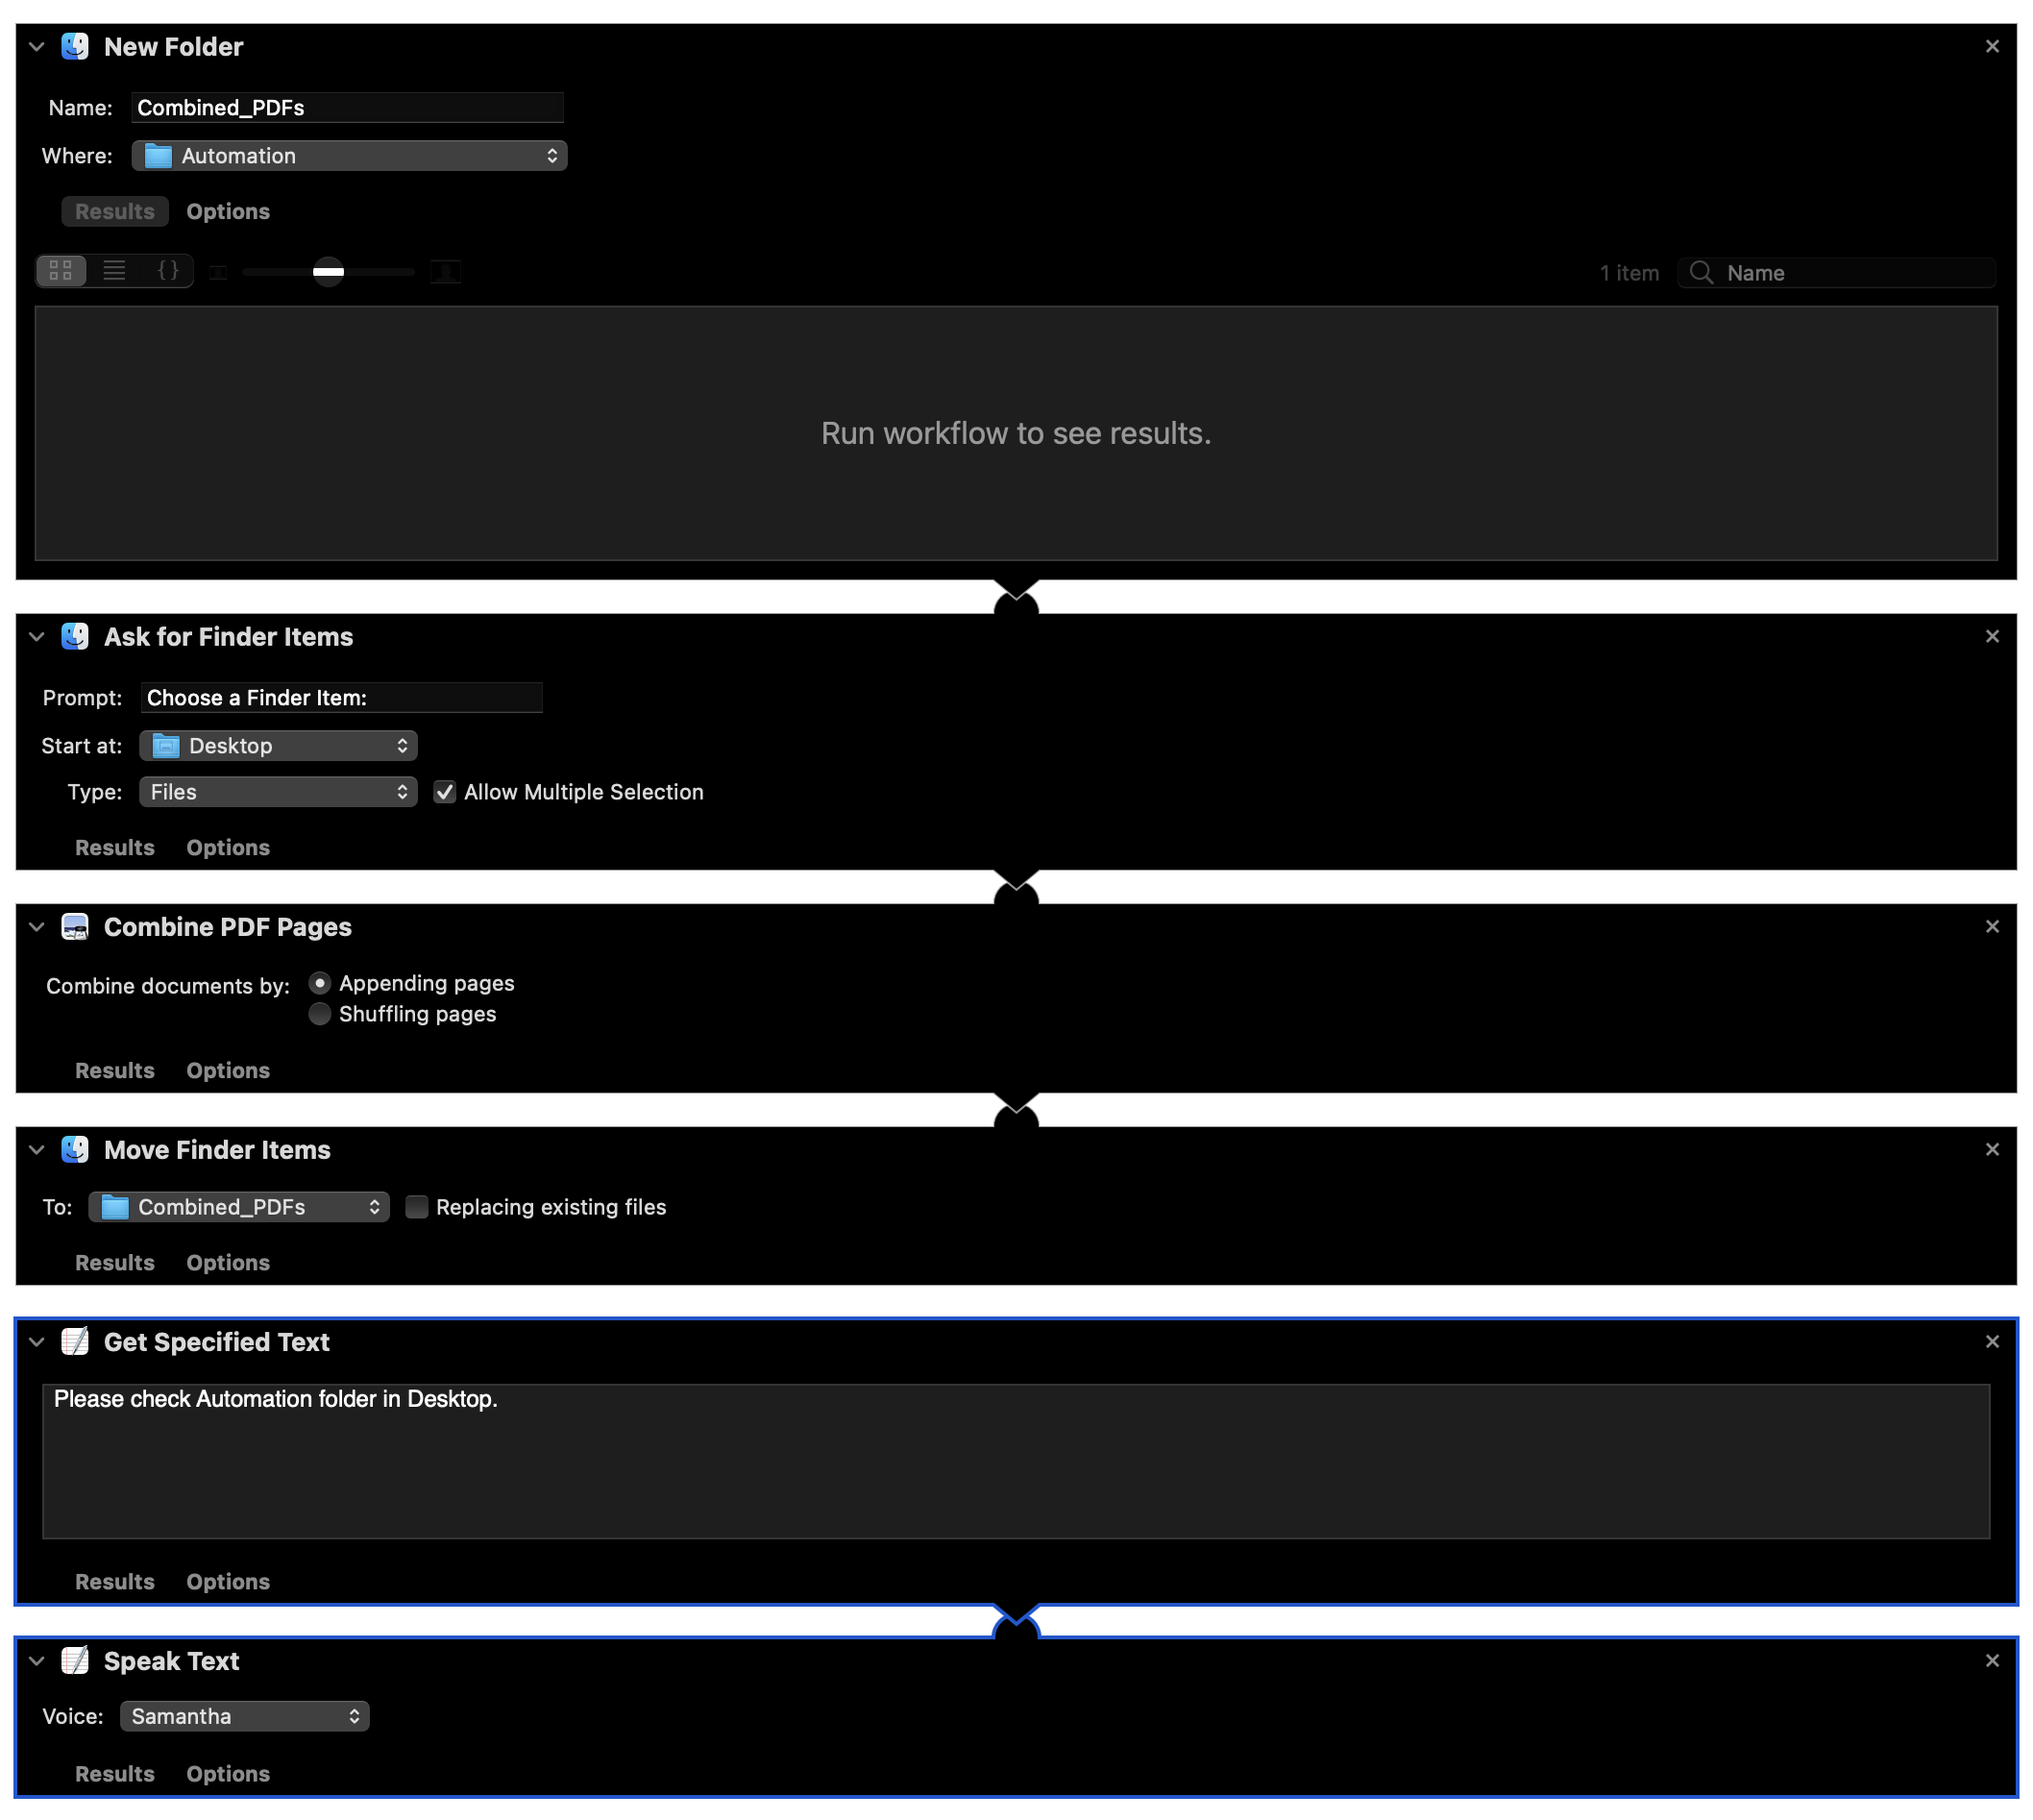 New Folder
Name: Combined_PDFs
Where: Automation
Results Options
{} 1 item Name
Run workflow to see results.
Ask for Finder Items
Prompt: Choose a Finder Item:
Start at: Desktop
Type: Files Allow Multiple Selection
Results Options
Combine PDF Pages
Combine documents by: Appending pages
Shuffling pages
Results Options
Move Finder Items
To: Combined_PDFs Replacing existing files
Results Options
Get Specified Text
Please check Automation folder in Desktop.
Results Options
Speak Text
Voice: Samantha
Results Options